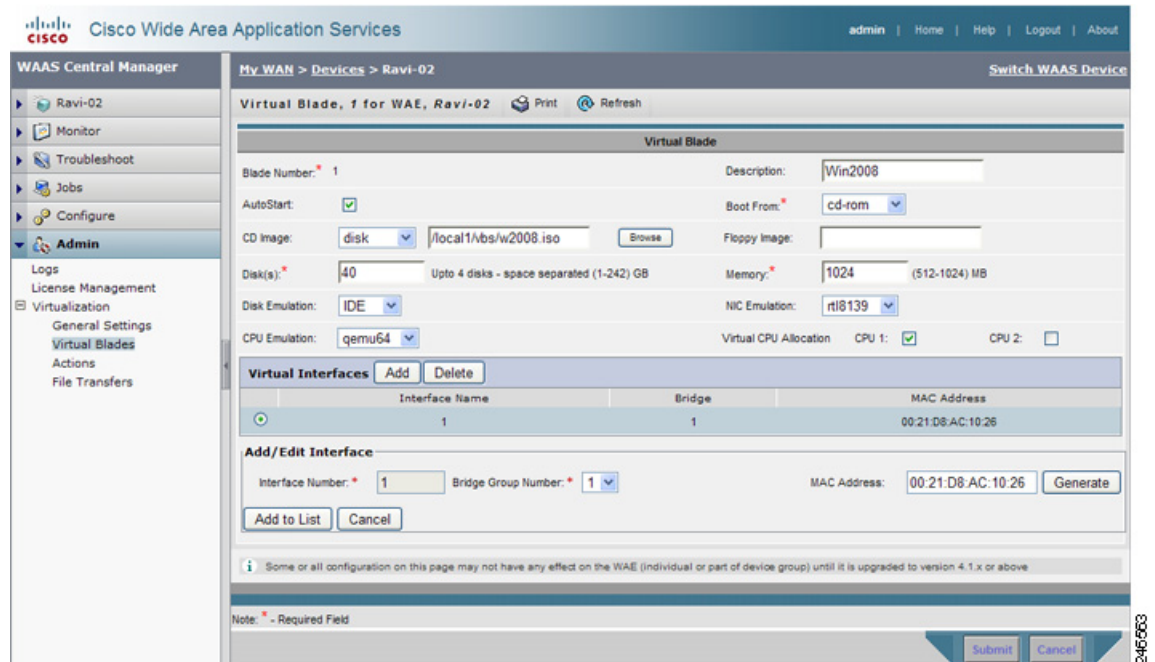 CISCO Cisco Wide Area Application Services admin | Home | Help | Logout | About
WAAS Central Manager
My WAN > Devices > Ravi-02 Switch WAAS Device
Ravi-02
Monitor
Troubleshoot
Jobs
Configure
Admin
Logs
License Management
Virtualization
General Settings
Virtual Blades
Actions
File Transfers
Virtual Blade, 1 for WAE, Ravi-02 Print Refresh
Virtual Blade
Blade Number:* 1 Description: Win2008
AutoStart: Boot From:* cd-rom
CD Image: disk /local1/vbs/w2008.iso Browse Floppy Image:
Disk(s):* 40 Upto 4 disks - space separated (1-242) GB Memory:* 1024 (512-1024) MB
Disk Emulation: IDE NIC Emulation: rtl8139
CPU Emulation: qemu64 Virtual CPU Allocation CPU 1: CPU 2:
Virtual Interfaces Add Delete
Interface Name Bridge MAC Address
1 1 00:21:D8:AC:10:26
Add/Edit Interface
Interface Number: * 1 Bridge Group Number: * 1 MAC Address: 00:21:D8:AC:10:26 Generate
Add to List Cancel
i Some or all configuration on this page may not have any effect on the WAE (individual or part of device group) until it is upgraded to version 4.1.x or above
Note: * - Required Field
Submit Cancel
246563